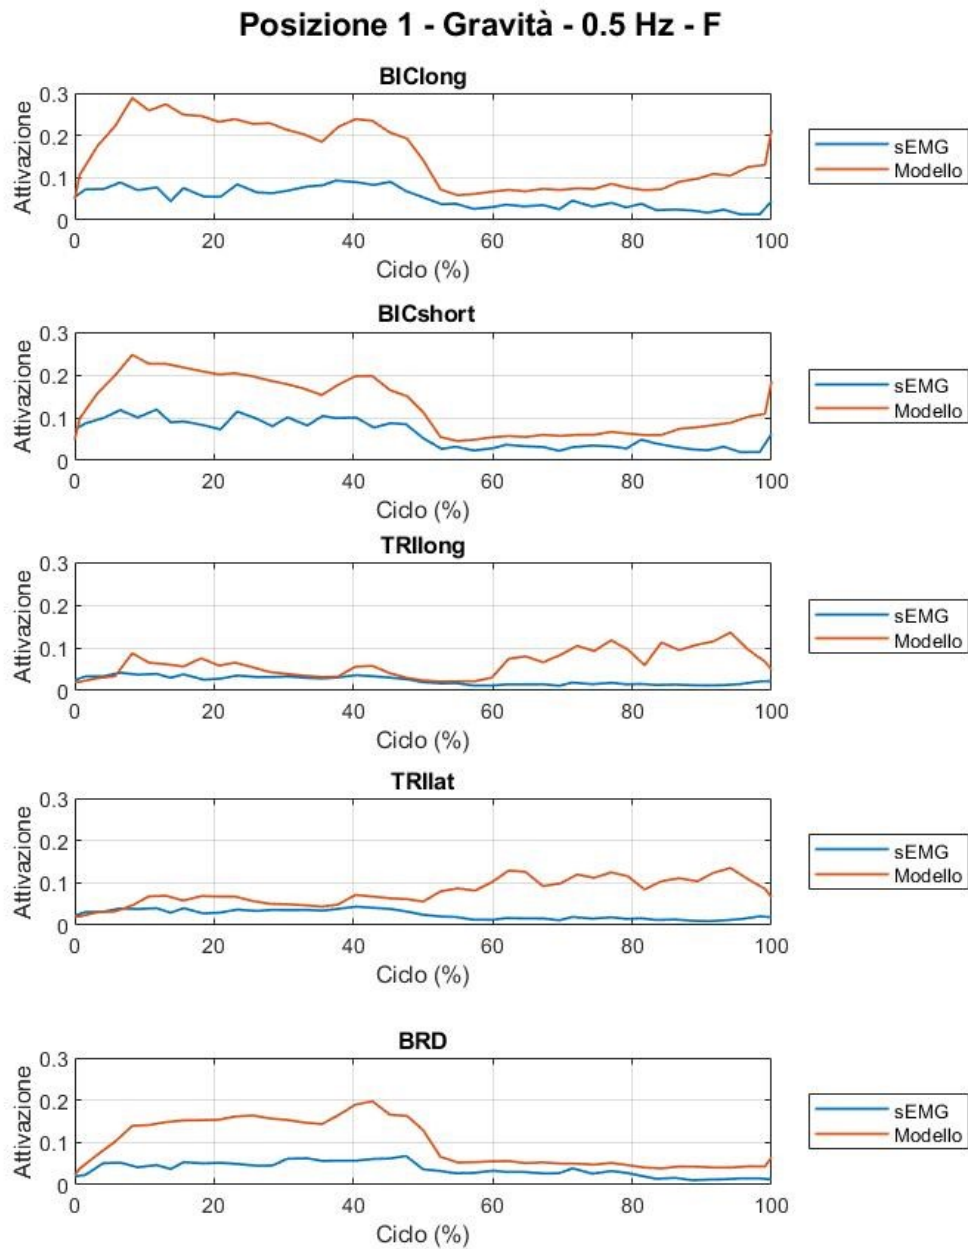 Posizione 1 - Gravità - 0.5 Hz - F
BIClong
0.3
0.2
0.1
0
Attivazione
0 20 40 60 80 100
Ciclo (%)
sEMG
Modello
BICshort
0.3
0.2
0.1
0
Attivazione
0 20 40 60 80 100
Ciclo (%)
sEMG
Modello
TRIlong
0.3
0.2
0.1
0
Attivazione
0 20 40 60 80 100
Ciclo (%)
sEMG
Modello
TRIlat
0.3
0.2
0.1
0
Attivazione
0 20 40 60 80 100
Ciclo (%)
sEMG
Modello
BRD
0.3
0.2
0.1
0
Attivazione
0 20 40 60 80 100
Ciclo (%)
sEMG
Modello